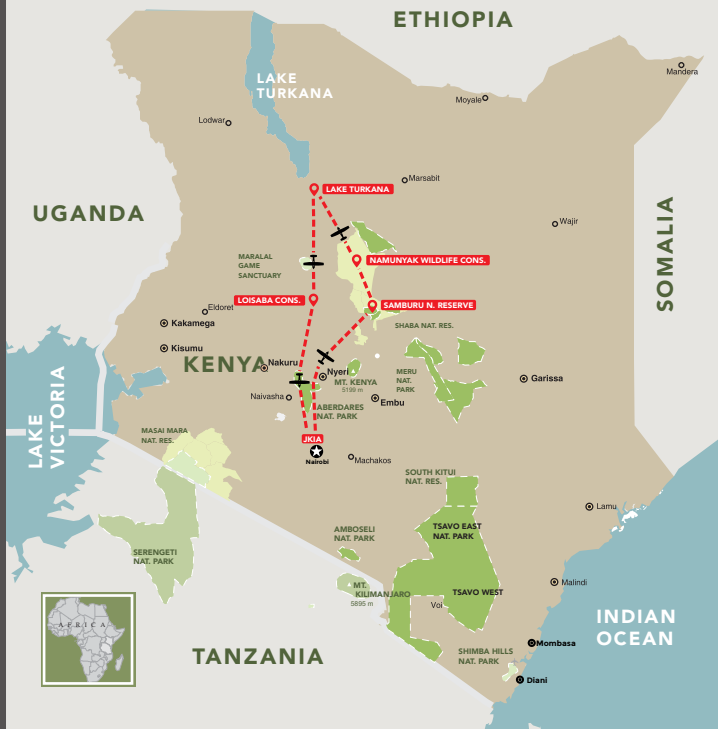 ETHIOPIA
Mandera
LAKE
TURKANA
Moyale
Lodwar
Marsabit
LAKE TURKANA
UGANDA
SOMALIA
Wajir
MARALAL
GAME
SANCTUARY
NAMUNYAK WILDLIFE CONS.
LOISABA CONS.
SAMBURU N. RESERVE
Eldoret
Kakamega
SHABA NAT. RES.
Kisumu
KENYA
Nakuru
Nyeri
MT. KENYA
5199 m
MERU
NAT.
PARK
Garissa
Naivasha
Embu
ABERDARES
NAT. PARK
LAKE
VICTORIA
MASAI MARA
NAT. RES.
JKIA
Nairobi
Machakos
SOUTH KITUI
NAT. RES.
Lamu
TSAVO EAST
NAT. PARK
AMBOSELI
NAT. PARK
SERENGETI
NAT. PARK
MT.
KILIMANJARO
5895 m
TSAVO WEST
Voi
Malindi
AFRICA
INDIAN
OCEAN
TANZANIA
Mombasa
SHIMBA HILLS
NAT. PARK
Diani